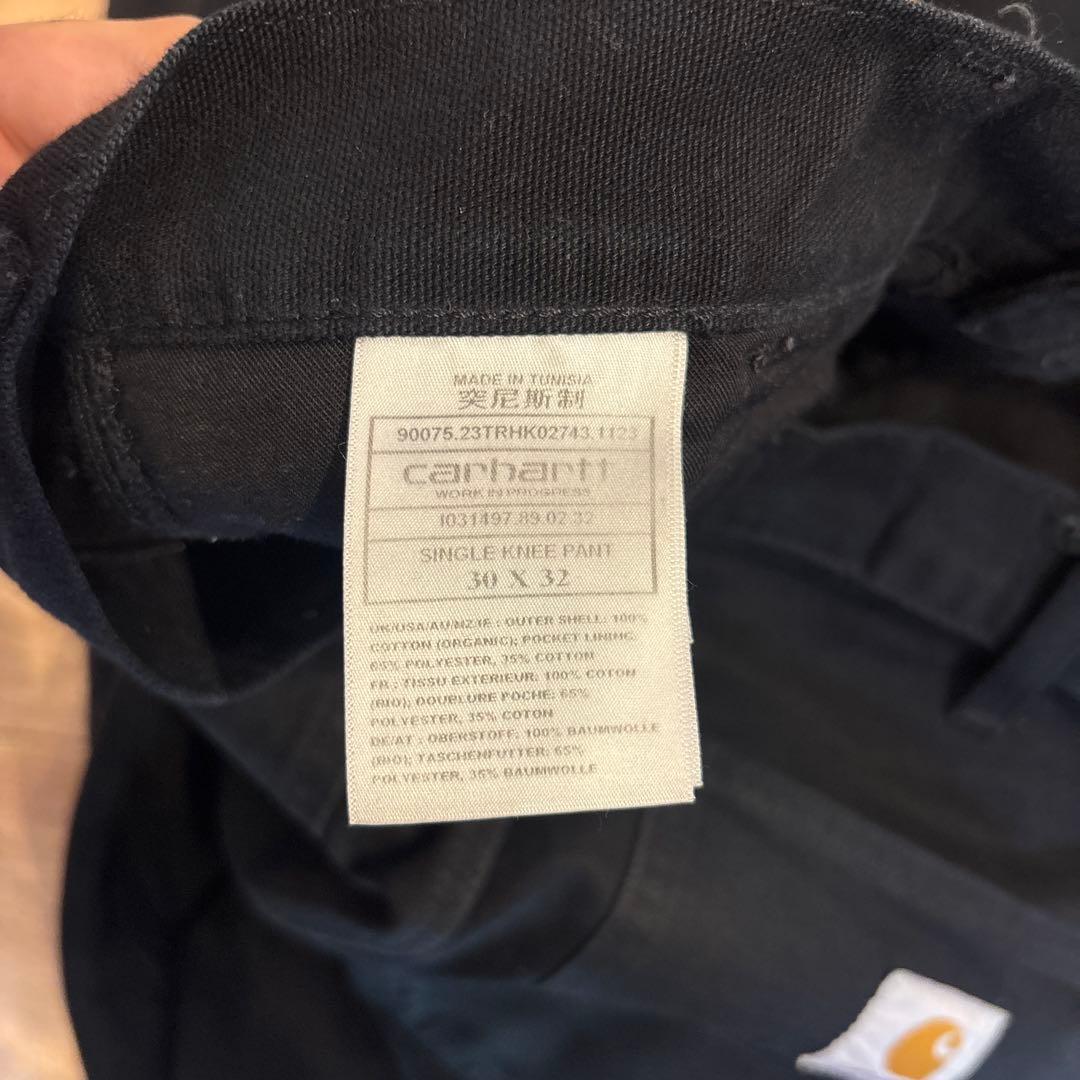 MADE IN TUNISIA
突尼斯制
90075.23TRHK02743.1123
carhartt
WORK IN PROGRESS
I031497.89.02.32
SINGLE KNEE PANT
30 X 32
UK/USA/AU/NZ/IE : OUTER SHELL: 100%
COTTON (ORGANIC); POCKET LINING
65% POLYESTER, 35% COTTON
FR : TISSU EXTERIEUR: 100% COTON
(BIO); DOUBLURE POCHE: 65%
POLYESTER, 35% COTON
DE/AT : OBERSTOFF: 100% BAUMWOLLE
(BIO); TASCHENFUTTER: 65%
POLYESTER, 35% BAUMWOLLE